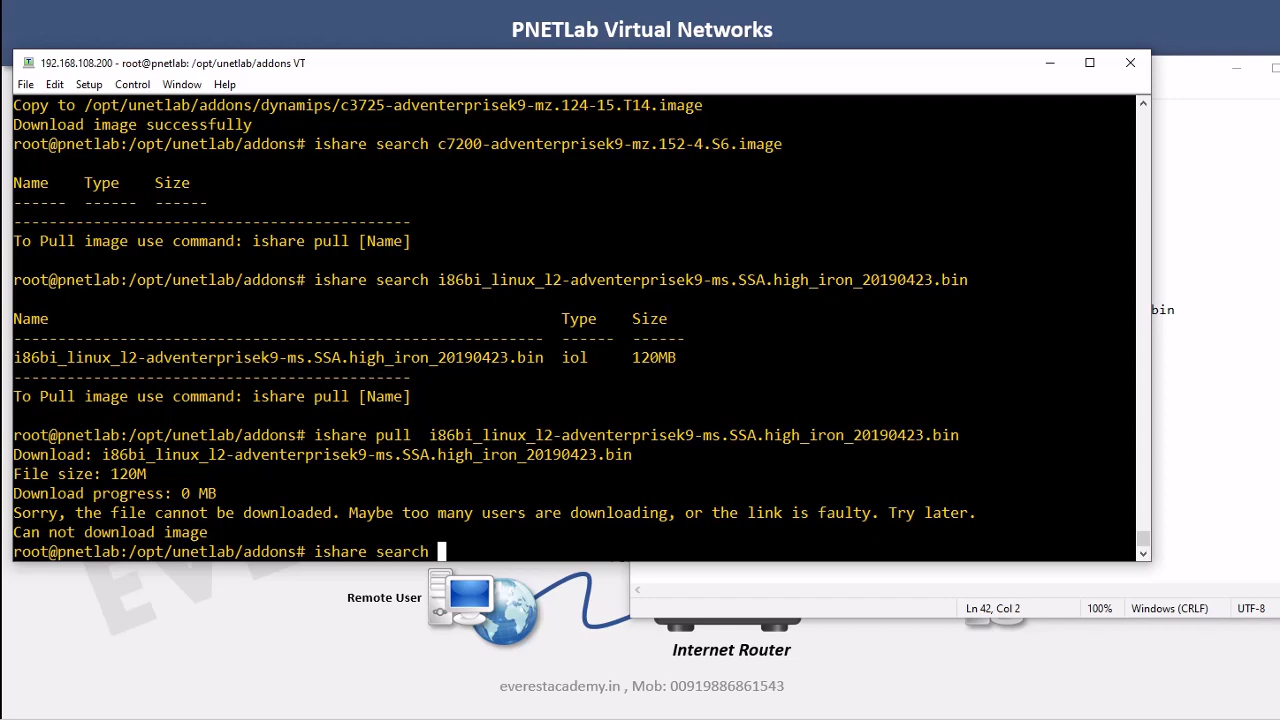 PNETLab Virtual Networks
192.168.108.200 - root@pnetlab: /opt/unetlab/addons VT
File Edit Setup Control Window Help
Copy to /opt/unetlab/addons/dynamips/c3725-adventerprisek9-mz.124-15.T14.image
Download image successfully
root@pnetlab:/opt/unetlab/addons# ishare search c7200-adventerprisek9-mz.152-4.S6.image
Name Type Size
------ ------ ------
---------------------------------------------
To Pull image use command: ishare pull [Name]
root@pnetlab:/opt/unetlab/addons# ishare search i86bi_linux_l2-adventerprisek9-ms.SSA.high_iron_20190423.bin
Name Type Size
------------------------------------------------------------ ------ ------
i86bi_linux_l2-adventerprisek9-ms.SSA.high_iron_20190423.bin iol 120MB
---------------------------------------------
To Pull image use command: ishare pull [Name]
root@pnetlab:/opt/unetlab/addons# ishare pull  i86bi_linux_l2-adventerprisek9-ms.SSA.high_iron_20190423.bin
Download: i86bi_linux_l2-adventerprisek9-ms.SSA.high_iron_20190423.bin
File size: 120M
Download progress: 0 MB
Sorry, the file cannot be downloaded. Maybe too many users are downloading, or the link is faulty. Try later.
Can not download image
root@pnetlab:/opt/unetlab/addons# ishare search
bin
Remote User
Ln 42, Col 2 100% Windows (CRLF) UTF-8
Internet Router
everestacademy.in , Mob: 00919886861543